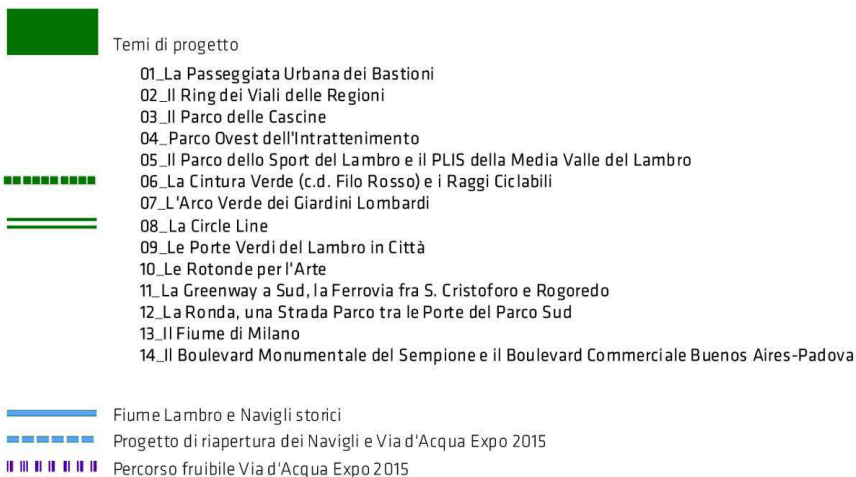 Temi di progetto
01_La Passeggiata Urbana dei Bastioni
02_Il Ring dei Viali delle Regioni
03_Il Parco delle Cascine
04_Parco Ovest dell'Intrattenimento
05_Il Parco dello Sport del Lambro e il PLIS della Media Valle del Lambro
06_La Cintura Verde (c.d. Filo Rosso) e i Raggi Ciclabili
07_L'Arco Verde dei Giardini Lombardi
08_La Circle Line
09_Le Porte Verdi del Lambro in Città
10_Le Rotonde per l'Arte
11_La Greenway a Sud, la Ferrovia fra S. Cristoforo e Rogoredo
12_La Ronda, una Strada Parco tra le Porte del Parco Sud
13_Il Fiume di Milano
14_Il Boulevard Monumentale del Sempione e il Boulevard Commerciale Buenos Aires-Padova
Fiume Lambro e Navigli storici
Progetto di riapertura dei Navigli e Via d'Acqua Expo 2015
Percorso fruibile Via d'Acqua Expo 2015